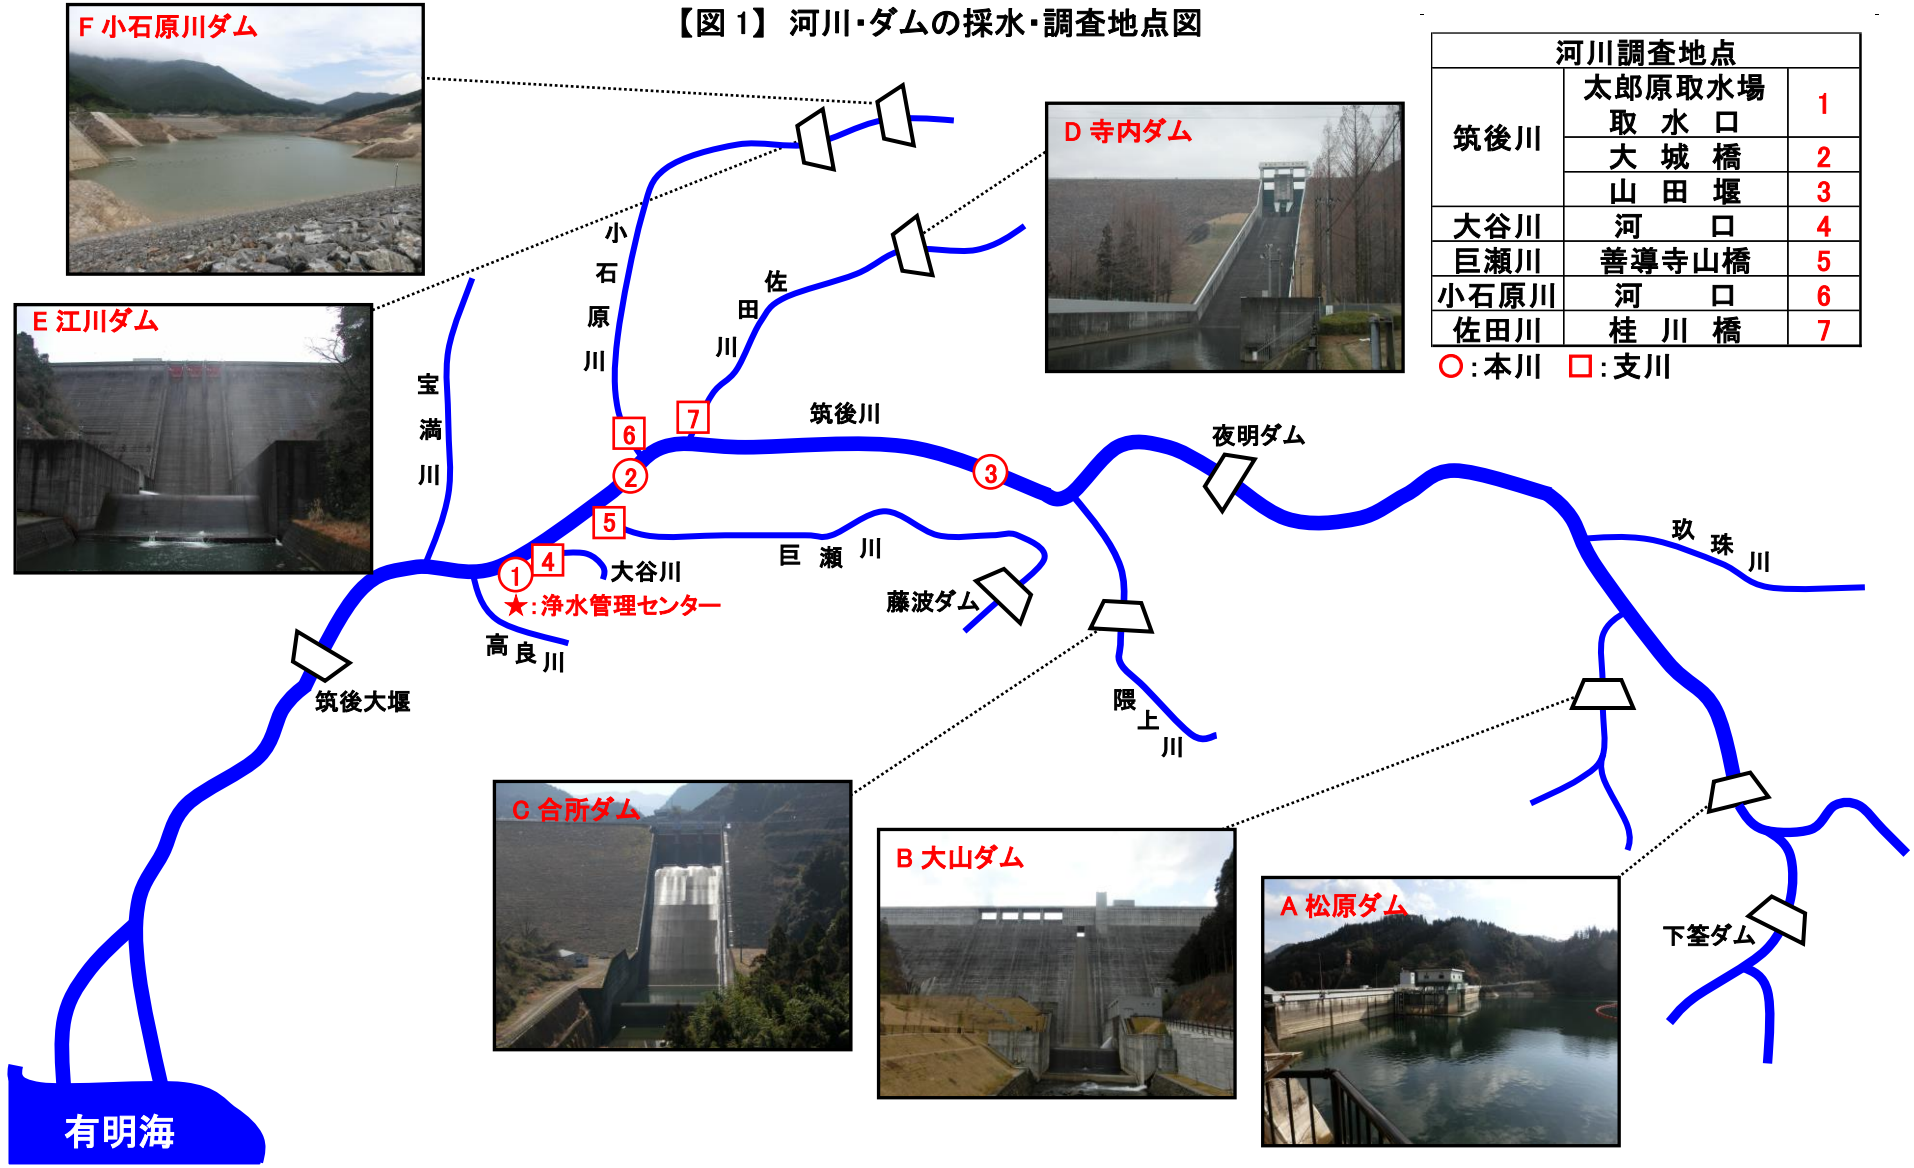 【図1】 河川・ダムの採水・調査地点図
F 小石原川ダム
河川調査地点
筑後川 太郎原取水場 取水口 1
大城橋 2
山田堰 3
大谷川 河口 4
巨瀬川 善導寺山橋 5
小石原川 河口 6
佐田川 桂川橋 7
○:本川 □:支川
D 寺内ダム
E 江川ダム
小石原川
佐田川
宝満川
6
7
筑後川
2
3
夜明ダム
5
巨瀬川
玖珠川
1
4
大谷川
★:浄水管理センター
藤波ダム
高良川
筑後大堰
隈上川
C 合所ダム
B 大山ダム
A 松原ダム
下筌ダム
有明海